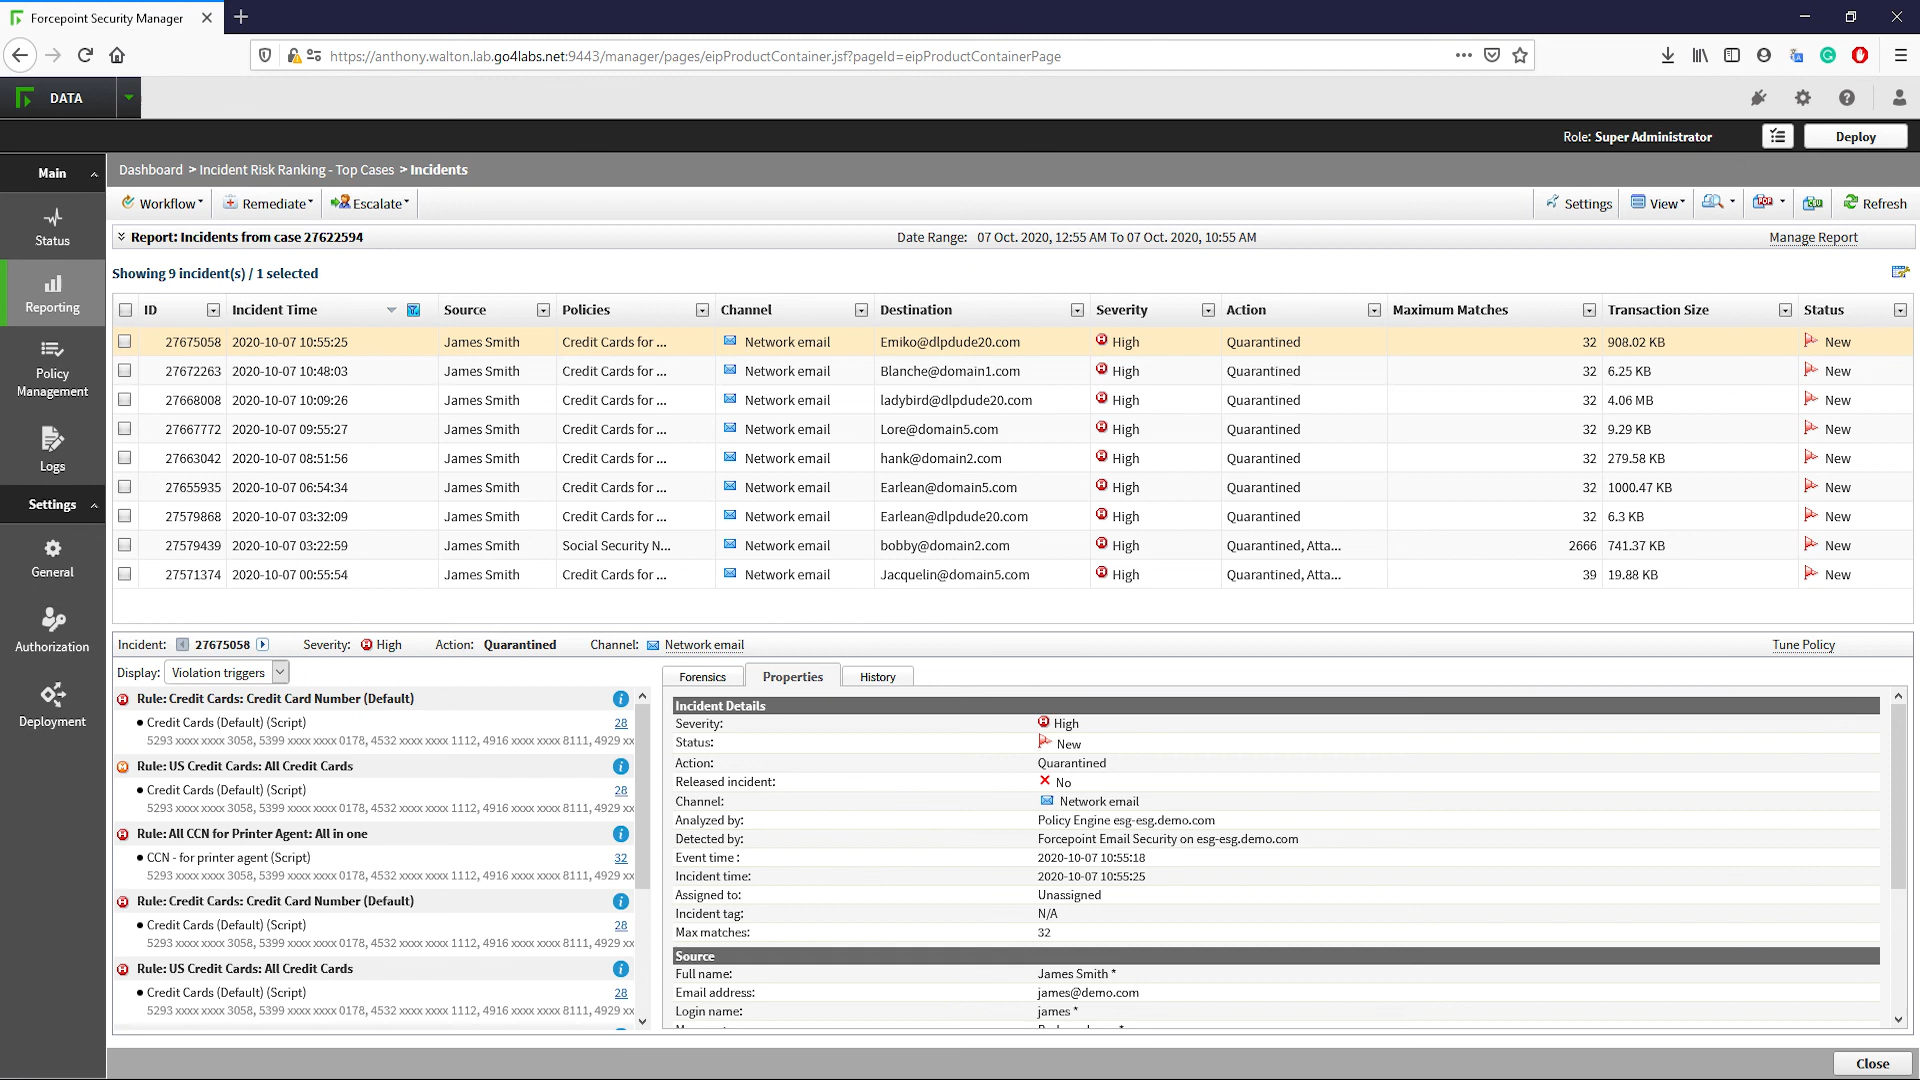 Forcepoint Security Manager
https://anthony.walton.lab.go4labs.net:9443/manager/pages/eipProductContainer.jsf?pageId=eipProductContainerPage
DATA
Role: Super Administrator
Deploy
Main
Status
Reporting
Policy
Management
Logs
Settings
General
Authorization
Deployment
Dashboard > Incident Risk Ranking - Top Cases > Incidents
Workflow Remediate Escalate Settings View Refresh
Report: Incidents from case 27622594 Date Range: 07 Oct. 2020, 12:55 AM To 07 Oct. 2020, 10:55 AM Manage Report
Showing 9 incident(s) / 1 selected
ID Incident Time Source Policies Channel Destination Severity Action Maximum Matches Transaction Size Status
27675058 2020-10-07 10:55:25 James Smith Credit Cards for ... Network email Emiko@dlpdude20.com High Quarantined 32 908.02 KB New
27672263 2020-10-07 10:48:03 James Smith Credit Cards for ... Network email Blanche@domain1.com High Quarantined 32 6.25 KB New
27668008 2020-10-07 10:09:26 James Smith Credit Cards for ... Network email ladybird@dlpdude20.com High Quarantined 32 4.06 MB New
27667772 2020-10-07 09:55:27 James Smith Credit Cards for ... Network email Lore@domain5.com High Quarantined 32 9.29 KB New
27663042 2020-10-07 08:51:56 James Smith Credit Cards for ... Network email hank@domain2.com High Quarantined 32 279.58 KB New
27655935 2020-10-07 06:54:34 James Smith Credit Cards for ... Network email Earlean@domain5.com High Quarantined 32 1000.47 KB New
27579868 2020-10-07 03:32:09 James Smith Credit Cards for ... Network email Earlean@dlpdude20.com High Quarantined 32 6.3 KB New
27579439 2020-10-07 03:22:59 James Smith Social Security N... Network email bobby@domain2.com High Quarantined, Atta... 2666 741.37 KB New
27571374 2020-10-07 00:55:54 James Smith Credit Cards for ... Network email Jacquelin@domain5.com High Quarantined, Atta... 39 19.88 KB New
Incident: 27675058 Severity: High Action: Quarantined Channel: Network email Tune Policy
Display: Violation triggers
Rule: Credit Cards: Credit Card Number (Default)
• Credit Cards (Default) (Script) 28
5293 xxxx xxxx 3058, 5399 xxxx xxxx 0178, 4532 xxxx xxxx 1112, 4916 xxxx xxxx 8111, 4929 xx
Rule: US Credit Cards: All Credit Cards
• Credit Cards (Default) (Script) 28
5293 xxxx xxxx 3058, 5399 xxxx xxxx 0178, 4532 xxxx xxxx 1112, 4916 xxxx xxxx 8111, 4929 xx
Rule: All CCN for Printer Agent: All in one
• CCN - for printer agent (Script) 32
5293 xxxx xxxx 3058, 5399 xxxx xxxx 0178, 4532 xxxx xxxx 1112, 4916 xxxx xxxx 8111, 4929 xx
Rule: Credit Cards: Credit Card Number (Default)
• Credit Cards (Default) (Script) 28
5293 xxxx xxxx 3058, 5399 xxxx xxxx 0178, 4532 xxxx xxxx 1112, 4916 xxxx xxxx 8111, 4929 xx
Rule: US Credit Cards: All Credit Cards
• Credit Cards (Default) (Script) 28
5293 xxxx xxxx 3058, 5399 xxxx xxxx 0178, 4532 xxxx xxxx 1112, 4916 xxxx xxxx 8111, 4929 xx
Forensics Properties History
Incident Details
Severity: High
Status: New
Action: Quarantined
Released incident: No
Channel: Network email
Analyzed by: Policy Engine esg-esg.demo.com
Detected by: Forcepoint Email Security on esg-esg.demo.com
Event time : 2020-10-07 10:55:18
Incident time: 2020-10-07 10:55:25
Assigned to: Unassigned
Incident tag: N/A
Max matches: 32
Source
Full name: James Smith *
Email address: james@demo.com
Login name: james *
Close